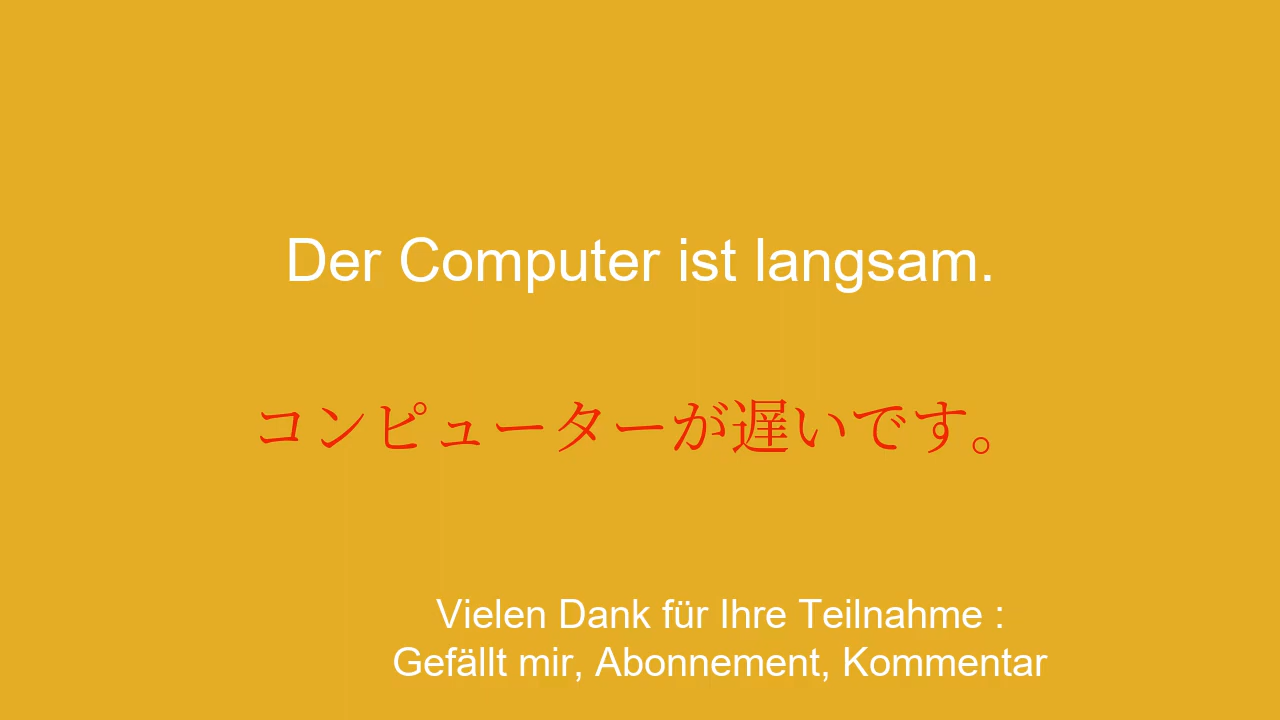 Der Computer ist langsam.
コンピューターが遅いです。
Vielen Dank für Ihre Teilnahme :
Gefällt mir, Abonnement, Kommentar